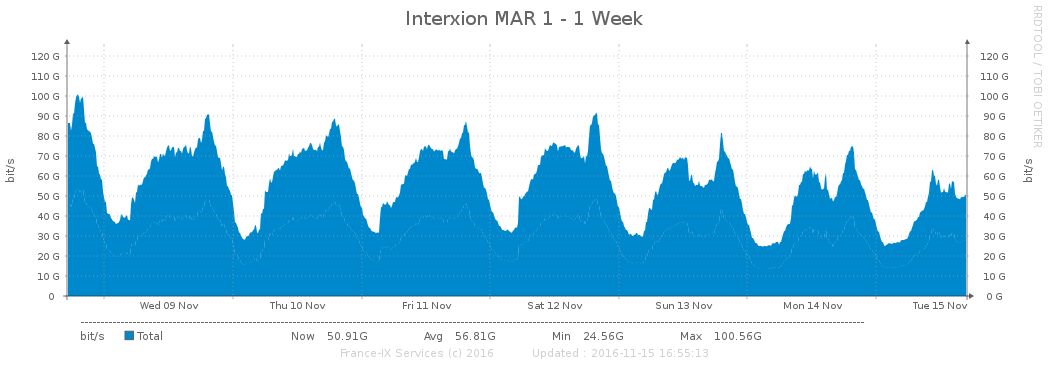 Interxion MAR 1 - 1 Week
RRDTOOL / TOBI OETIKER
bit/s
120 G 120 G
110 G 110 G
100 G 100 G
90 G 90 G
80 G 80 G
70 G 70 G
60 G 60 G
50 G 50 G
40 G 40 G
30 G 30 G
20 G 20 G
10 G 10 G
0 0 G
bit/s
Wed 09 Nov Thu 10 Nov Fri 11 Nov Sat 12 Nov Sun 13 Nov Mon 14 Nov Tue 15 Nov
bit/s Total Now 50.91G Avg 56.81G Min 24.56G Max 100.56G
France-IX Services (c) 2016 Updated : 2016-11-15 16:55:13